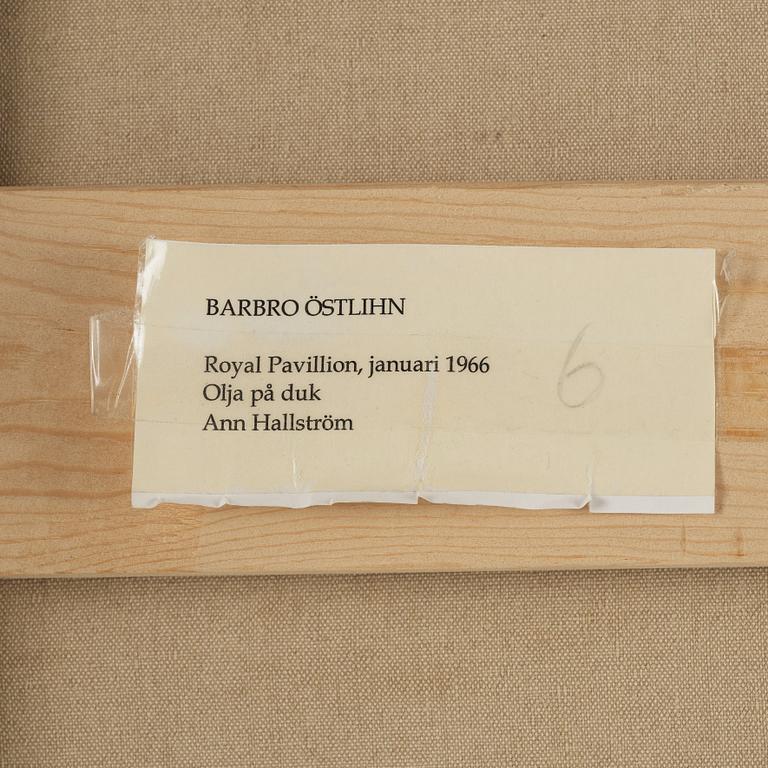 BARBRO ÖSTLIHN
Royal Pavillion, januari 1966
Olja på duk
Ann Hallström
6